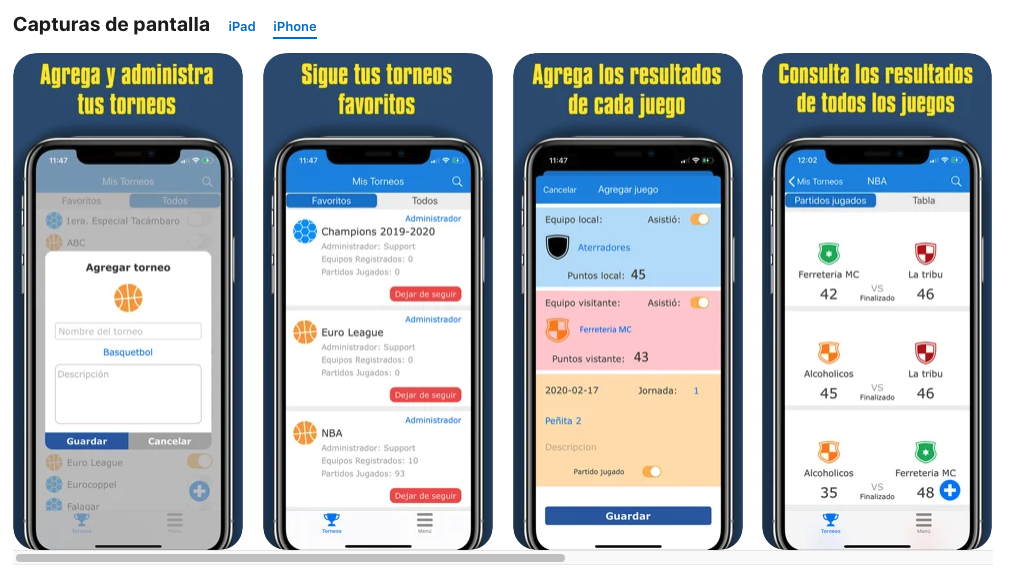 Capturas de pantalla iPad iPhone
Agrega y administra
tus torneos
11:47
Mis Torneos
Favoritos Todos
1era. Especial Tacámbaro
ABC
Agregar torneo
Nombre del torneo
Basquetbol
Descripción
Guardar Cancelar
Euro League
Eurocoppel
Falagar
Torneos Menú
Sigue tus torneos
favoritos
11:47
Mis Torneos
Favoritos Todos
Administrador
Champions 2019-2020
Administrador: Support
Equipos Registrados: 0
Partidos Jugados: 0
Dejar de seguir
Administrador
Euro League
Administrador: Support
Equipos Registrados: 0
Partidos Jugados: 0
Dejar de seguir
Administrador
NBA
Administrador: Support
Equipos Registrados: 10
Partidos Jugados: 93
Dejar de seguir
Torneos Menú
Agrega los resultados
de cada juego
11:47
Cancelar Agregar juego
Equipo local: Asistió:
Aterradores
Puntos local: 45
Equipo visitante: Asistió:
Ferreteria MC
Puntos vistante: 43
2020-02-17 Jornada: 1
Peñita 2
Descripcion
Partido jugado
Guardar
Consulta los resultados
de todos los juegos
12:02
Mis Torneos NBA
Partidos jugados Tabla
Ferreteria MC La tribu
42 VS 46
Finalizado
Alcoholicos La tribu
45 VS 46
Finalizado
Alcoholicos Ferreteria MC
35 VS 48
Finalizado
Torneos Menú